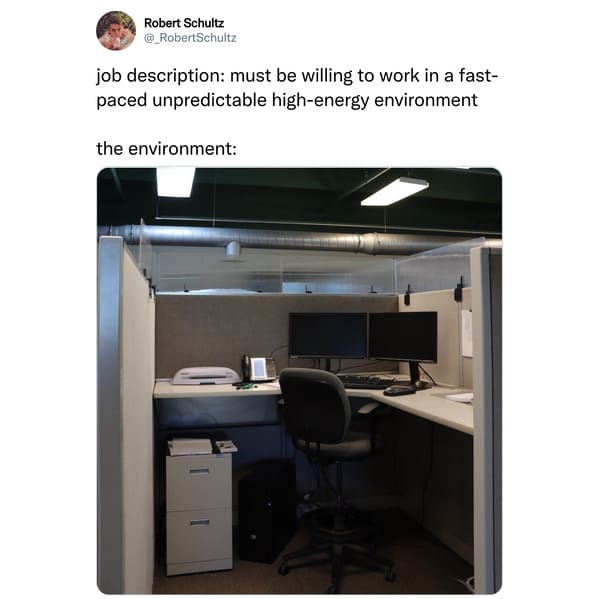 Robert Schultz
@_RobertSchultz
job description: must be willing to work in a fast-
paced unpredictable high-energy environment
the environment: